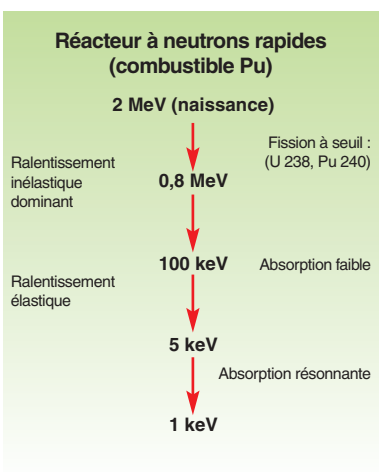 Réacteur à neutrons rapides
(combustible Pu)
2 MeV (naissance)
Fission à seuil :
(U 238, Pu 240)
Ralentissement
inélastique
dominant
0,8 MeV
100 keV
Absorption faible
Ralentissement
élastique
5 keV
Absorption résonnante
1 keV